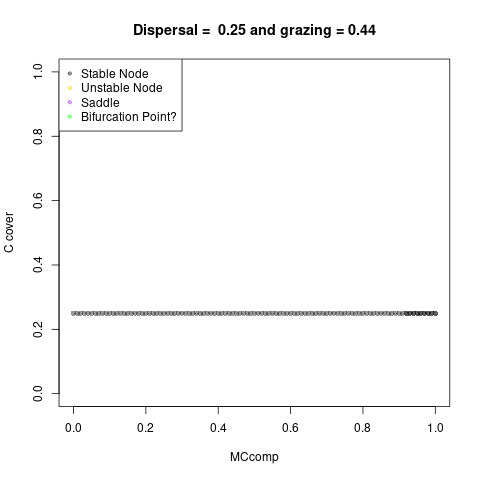 Dispersal =  0.25 and grazing = 0.44
Stable Node
Unstable Node
Saddle
Bifurcation Point?
1.0
0.8
0.6
0.4
0.2
0.0
C cover
0.0 0.2 0.4 0.6 0.8 1.0
MCcomp